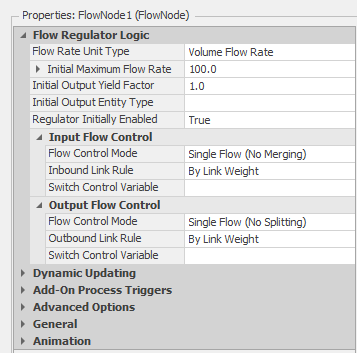 Properties: FlowNode1 (FlowNode)
Flow Regulator Logic
Flow Rate Unit Type Volume Flow Rate
Initial Maximum Flow Rate 100.0
Initial Output Yield Factor 1.0
Initial Output Entity Type
Regulator Initially Enabled True
Input Flow Control
Flow Control Mode Single Flow (No Merging)
Inbound Link Rule By Link Weight
Switch Control Variable
Output Flow Control
Flow Control Mode Single Flow (No Splitting)
Outbound Link Rule By Link Weight
Switch Control Variable
Dynamic Updating
Add-On Process Triggers
Advanced Options
General
Animation